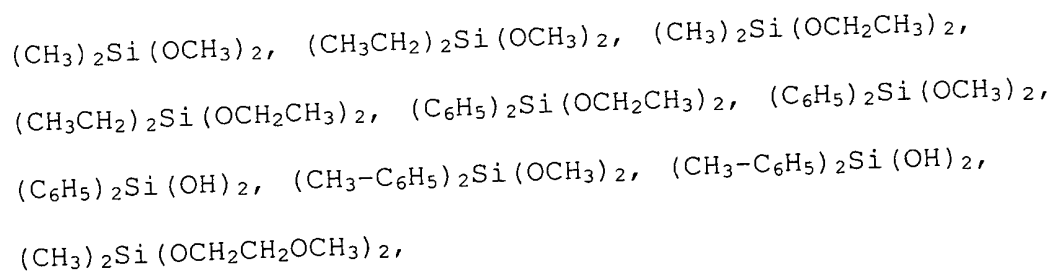 (CH₃)₂Si(OCH₃)₂, (CH₃CH₂)₂Si(OCH₃)₂, (CH₃)₂Si(OCH₂CH₃)₂,
(CH₃CH₂)₂Si(OCH₂CH₃)₂, (C₆H₅)₂Si(OCH₂CH₃)₂, (C₆H₅)₂Si(OCH₃)₂,
(C₆H₅)₂Si(OH)₂, (CH₃-C₆H₅)₂Si(OCH₃)₂, (CH₃-C₆H₅)₂Si(OH)₂,
(CH₃)₂Si(OCH₂CH₂OCH₃)₂,